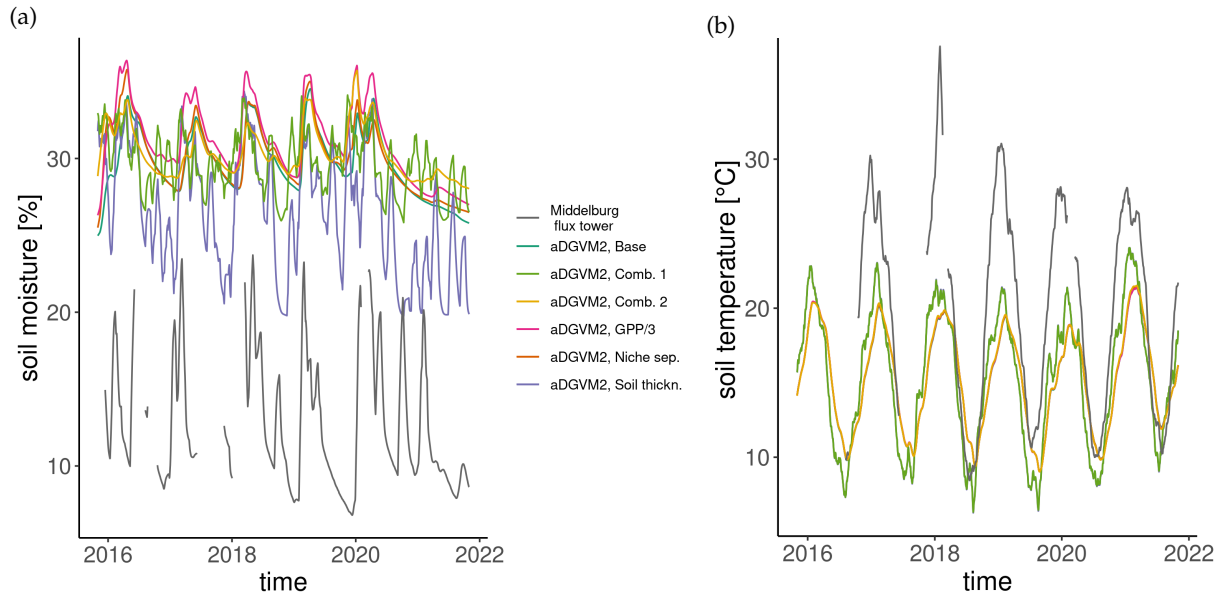 (a)
soil moisture [%]
30
20
10
2016
2018
2020
2022
time
Middelburg
flux tower
aDGVM2, Base
aDGVM2, Comb. 1
aDGVM2, Comb. 2
aDGVM2, GPP/3
aDGVM2, Niche sep.
aDGVM2, Soil thickn.
(b)
soil temperature [°C]
30
20
10
2016
2018
2020
2022
time